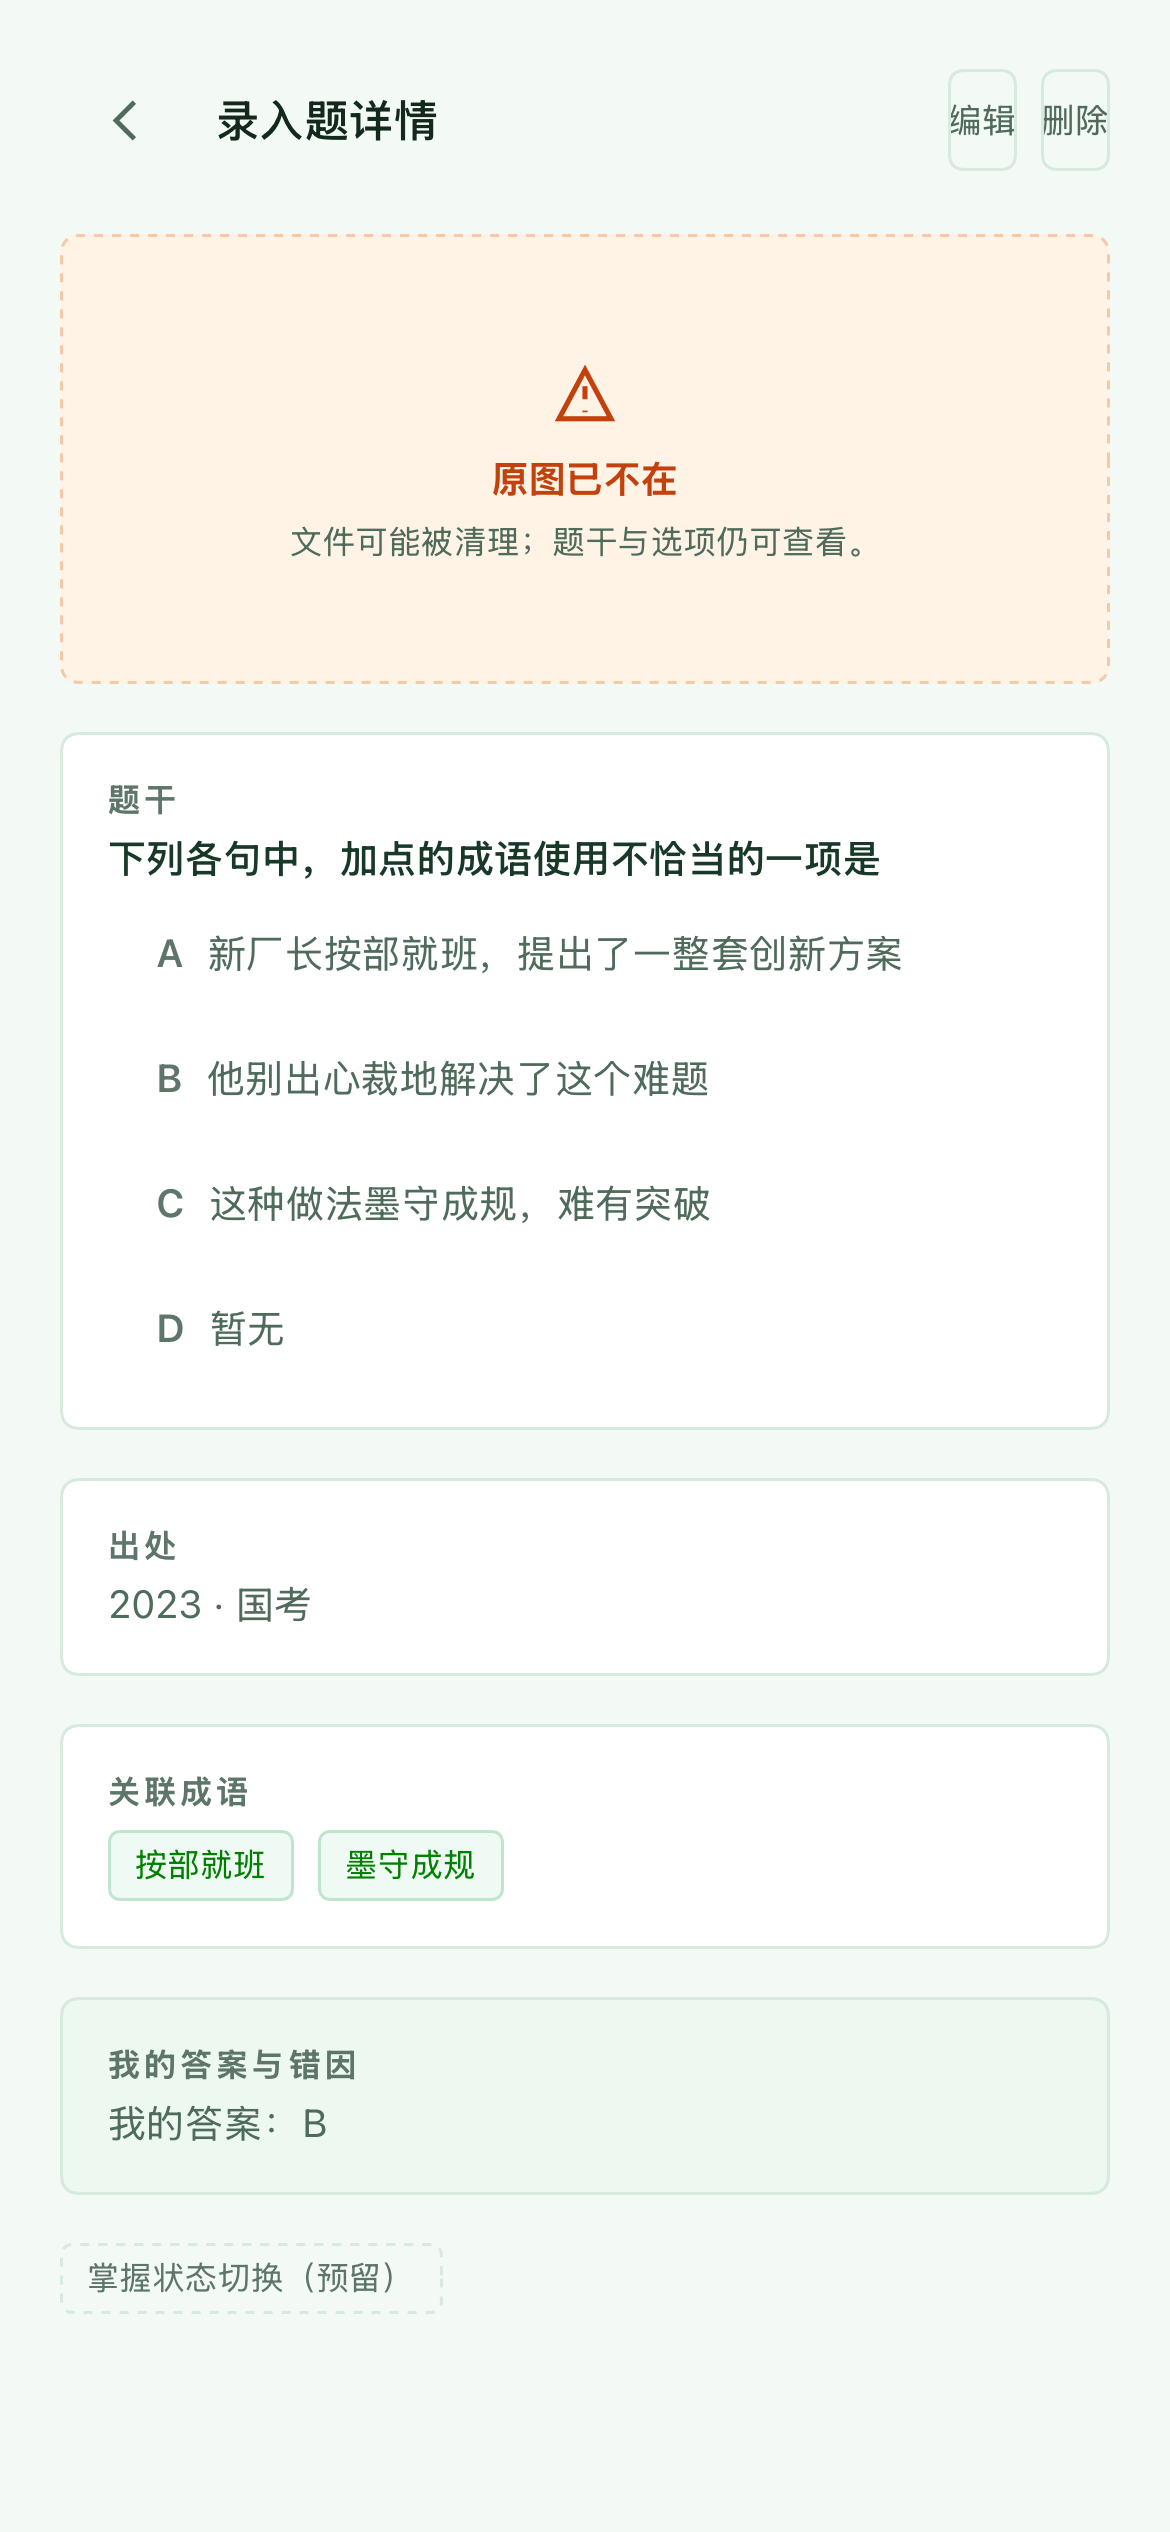 录入题详情
编辑
删除
原图已不在
文件可能被清理；题干与选项仍可查看。
题干
下列各句中，加点的成语使用不恰当的一项是
A 新厂长按部就班，提出了一整套创新方案
B 他别出心裁地解决了这个难题
C 这种做法墨守成规，难有突破
D 暂无
出处
2023 · 国考
关联成语
按部就班
墨守成规
我的答案与错因
我的答案：B
掌握状态切换（预留）